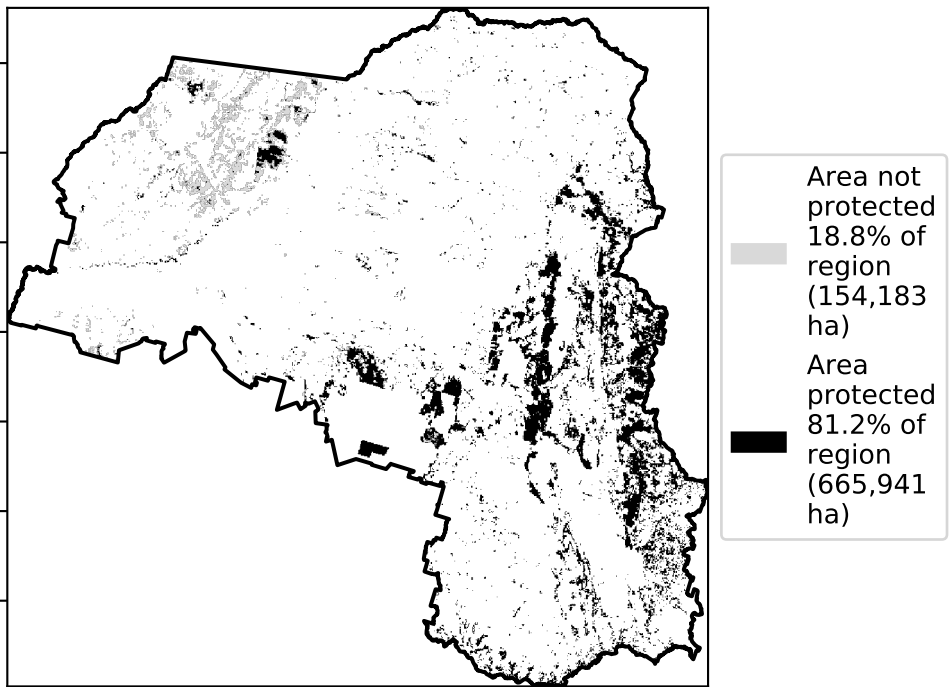 Area not
protected
18.8% of
region
(154,183
ha)
Area
protected
81.2% of
region
(665,941
ha)